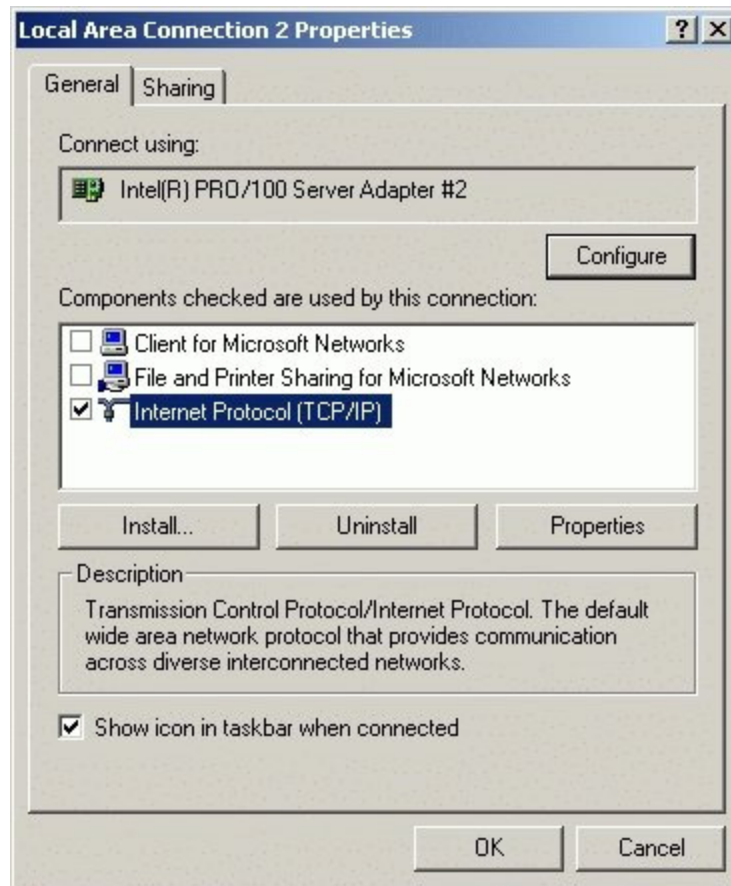 Local Area Connection 2 Properties
General
Sharing
Connect using:
Intel(R) PRO/100 Server Adapter #2
Configure
Components checked are used by this connection:
Client for Microsoft Networks
File and Printer Sharing for Microsoft Networks
Internet Protocol (TCP/IP)
Install...
Uninstall
Properties
Description
Transmission Control Protocol/Internet Protocol. The default
wide area network protocol that provides communication
across diverse interconnected networks.
Show icon in taskbar when connected
OK
Cancel